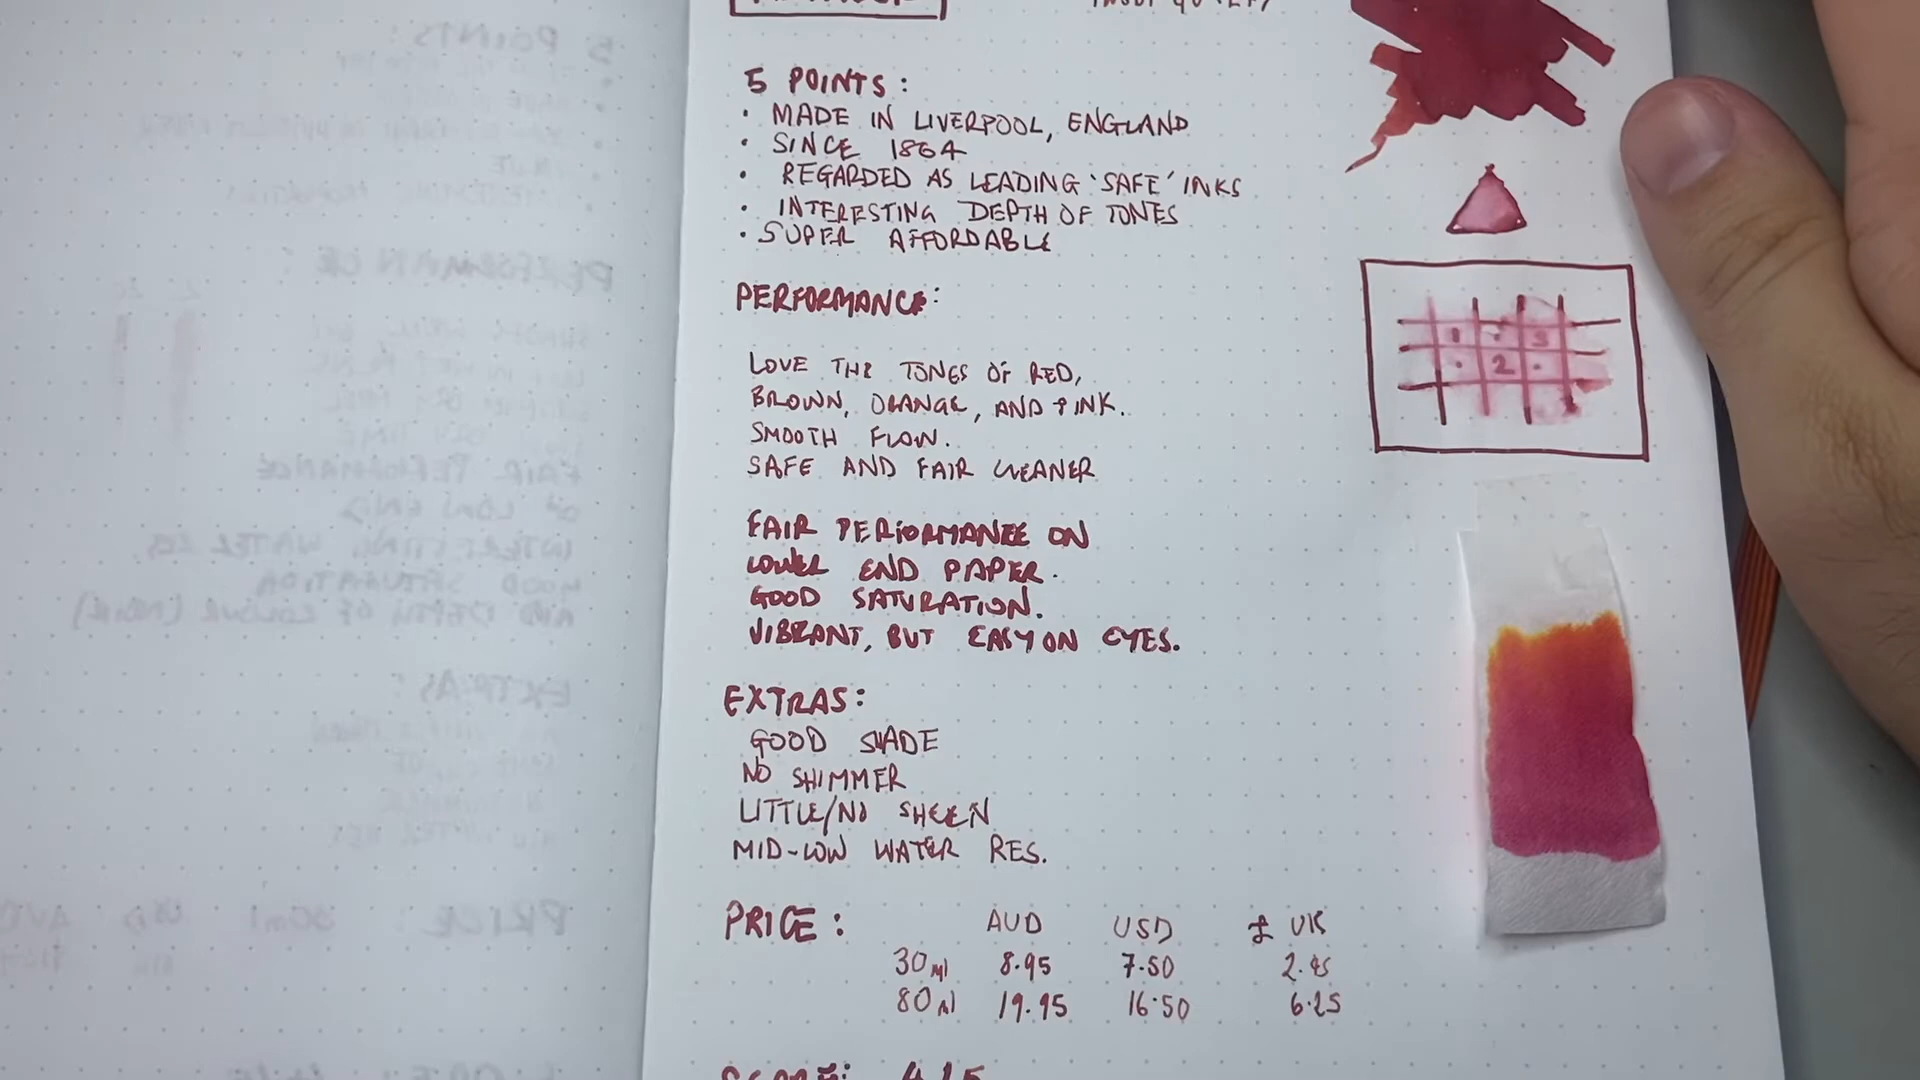 5 POINTS:
· MADE IN LIVERPOOL, ENGLAND
· SINCE 1864
· REGARDED AS LEADING 'SAFE' INKS
· INTERESTING DEPTH OF TONES
· SUPER AFFORDABLE
PERFORMANCE:
LOVE THE TONES OF RED,
BROWN, ORANGE, AND PINK.
SMOOTH FLOW.
SAFE AND FAIR CLEANER
FAIR PERFORMANCE ON
LOWER END PAPER.
GOOD SATURATION.
VIBRANT, BUT EASY ON EYES.
EXTRAS:
GOOD SHADE
NO SHIMMER
LITTLE/NO SHEEN
MID-LOW WATER RES.
PRICE: AUD USD £ UK
30ml 8.95 7.50 2.95
80ml 19.95 16.50 6.25
SCORE: 4/5
1 3
2